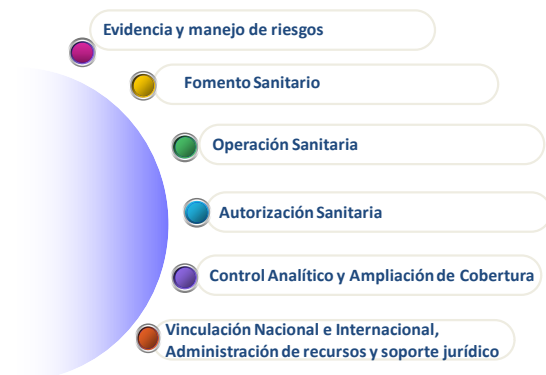 Evidencia y manejo de riesgos
Fomento Sanitario
Operación Sanitaria
Autorización Sanitaria
Control Analítico y Ampliación de Cobertura
Vinculación Nacional e Internacional,
Administración de recursos y soporte jurídico